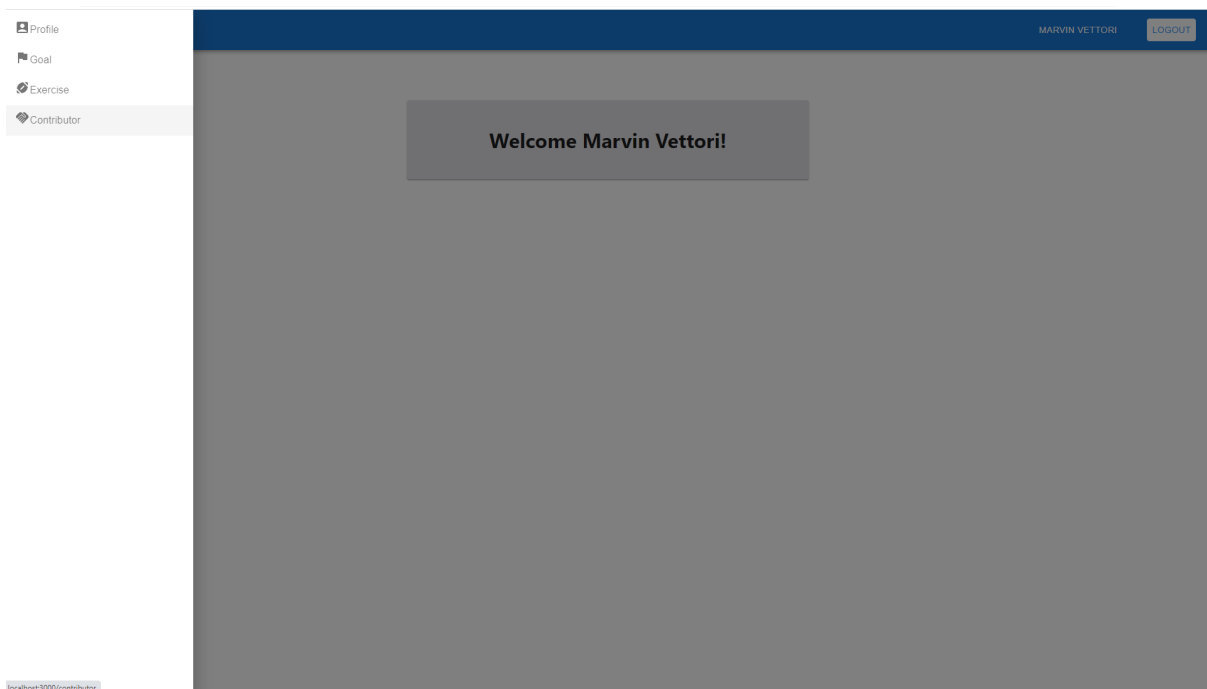 Profile
Goal
Exercise
Contributor
MARVIN VETTORI
LOGOUT
Welcome Marvin Vettori!
localhost:3000/contributor